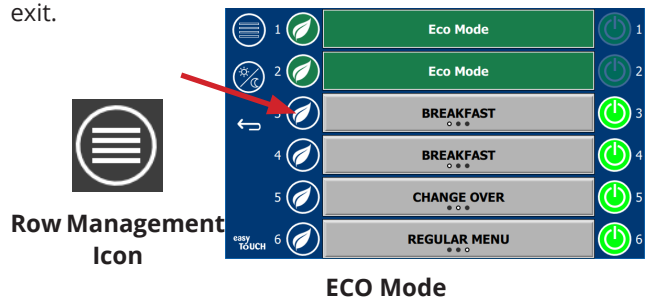 exit.
1 Eco Mode 1
2 Eco Mode 2
3 BREAKFAST 3
4 BREAKFAST 4
5 CHANGE OVER 5
easy
TōUCH 6 REGULAR MENU 6
Row Management
Icon
ECO Mode